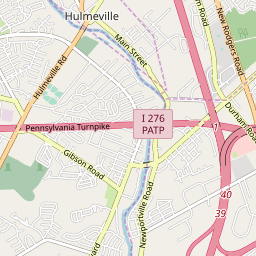 Hulmeville
Main Street
New Rodgers Road
Hulmeville Rd
Durham Road
I 276
PATP
Pennsylvania Turnpike
1
Gibson Road
Newportville Road
40
39